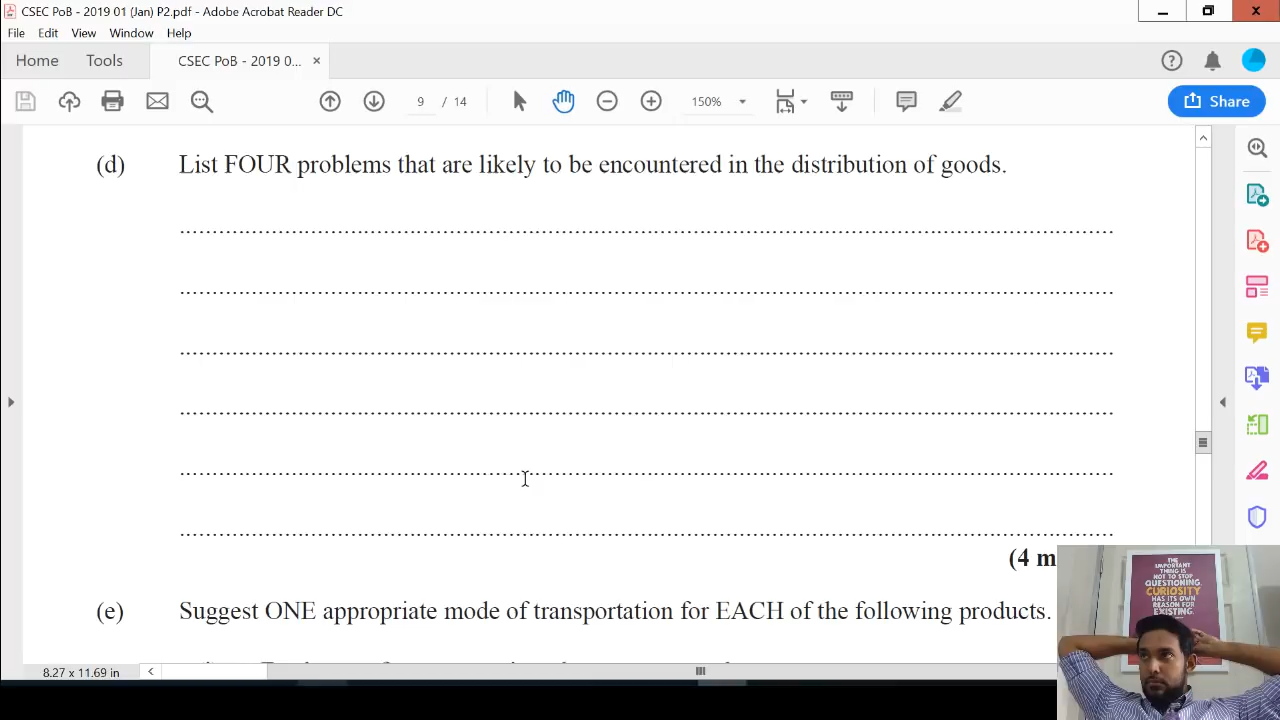 CSEC PoB - 2019 01 (Jan) P2.pdf - Adobe Acrobat Reader DC
File Edit View Window Help
Home Tools CSEC PoB - 2019 0... ×
9 / 14 150%
Share
(d) List FOUR problems that are likely to be encountered in the distribution of goods.
(4 m
(e) Suggest ONE appropriate mode of transportation for EACH of the following products.
8.27 x 11.69 in
THE
IMPORTANT
THING IS
NOT TO STOP
QUESTIONING.
CURIOSITY
HAS ITS OWN
REASON FOR
EXISTING.